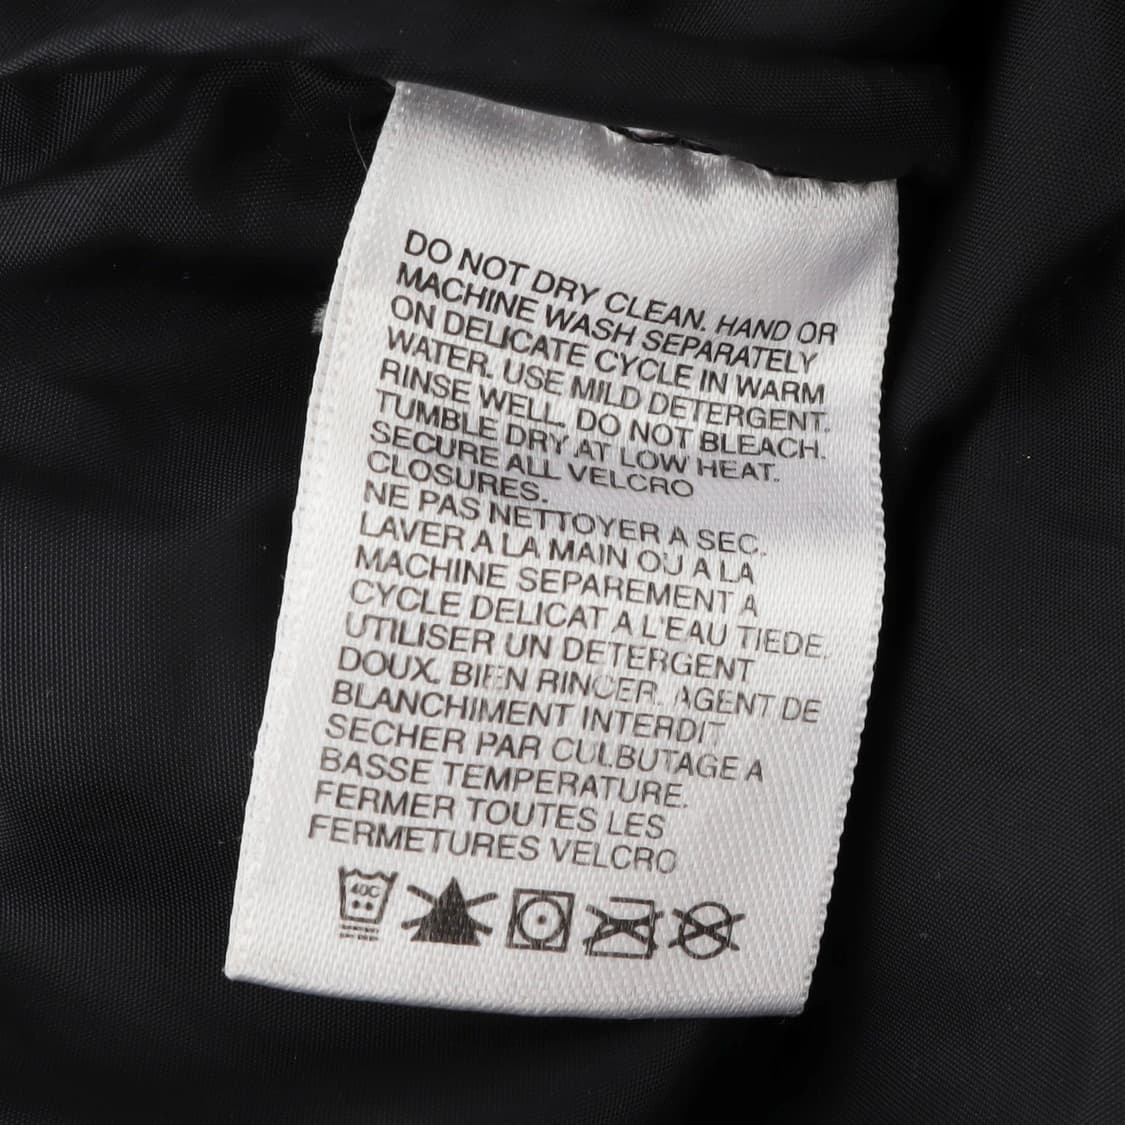 DO NOT DRY CLEAN. HAND OR
MACHINE WASH SEPARATELY
ON DELICATE CYCLE IN WARM
WATER. USE MILD DETERGENT.
RINSE WELL. DO NOT BLEACH.
TUMBLE DRY AT LOW HEAT.
SECURE ALL VELCRO
CLOSURES.
NE PAS NETTOYER A SEC.
LAVER A LA MAIN OU A LA
MACHINE SEPAREMENT A
CYCLE DELICAT A L'EAU TIEDE.
UTILISER UN DETERGENT
DOUX. BIEN RINCER. AGENT DE
BLANCHIMENT INTERDIT
SECHER PAR CULBUTAGE A
BASSE TEMPERATURE.
FERMER TOUTES LES
FERMETURES VELCRO
40C